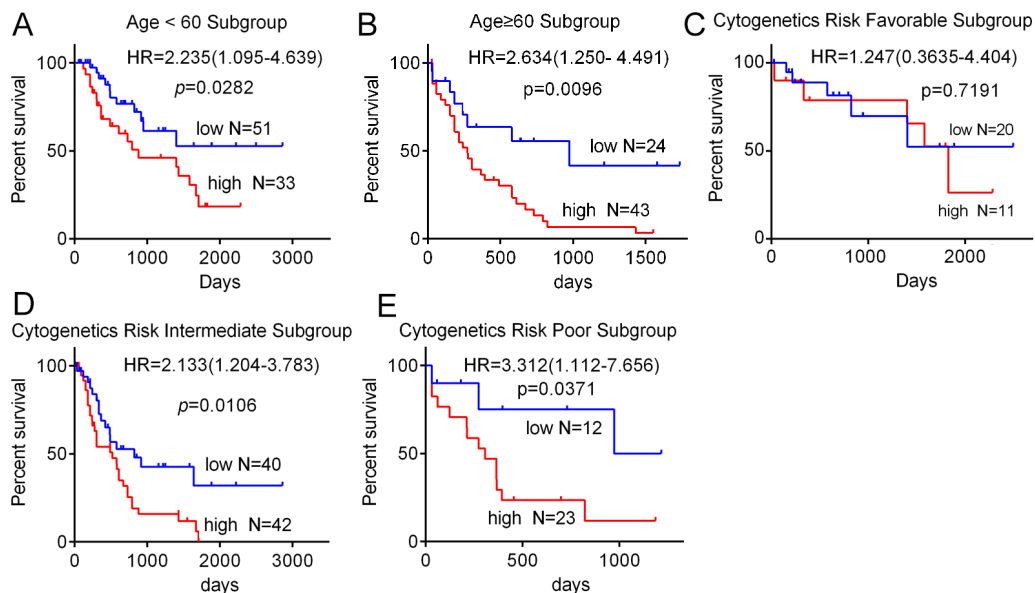 A
Age < 60 Subgroup
HR=2.235(1.095-4.639)
p=0.0282
low N=51
high N=33
Percent survival
100
50
0
0 1000 2000 3000
Days
B
Age≥60 Subgroup
HR=2.634(1.250- 4.491)
p=0.0096
low N=24
high N=43
Percent survival
100
50
0
0 500 1000 1500
days
C
Cytogenetics Risk Favorable Subgroup
HR=1.247(0.3635-4.404)
p=0.7191
low N=20
high N=11
Percent survival
100
50
0
0 1000 2000
Days
D
Cytogenetics Risk Intermediate Subgroup
HR=2.133(1.204-3.783)
p=0.0106
low N=40
high N=42
Percent survival
100
50
0
0 1000 2000 3000
days
E
Cytogenetics Risk Poor Subgroup
HR=3.312(1.112-7.656)
p=0.0371
low N=12
high N=23
Percent survival
100
50
0
0 500 1000
days